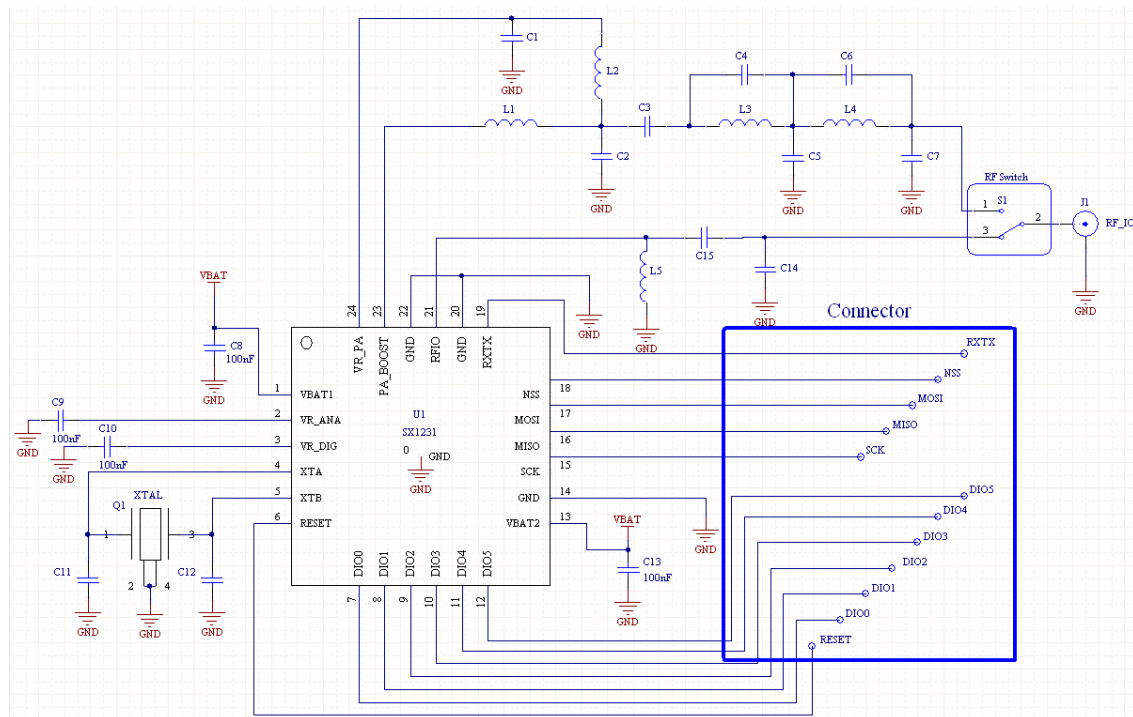 C1
GND
L2
C4
C6
L1
C3
L3
L4
C2
C5
C7
GND
GND
GND
RF Switch
S1
1
2
3
J1
RF_IO
GND
C15
C14
L5
GND
GND
GND
VBAT
C8
100nF
GND
24
23
22
21
20
19
VR_PA
PA_BOOST
GND
RFIO
GND
RXTX
Connector
RXTX
NSS
MOSI
MISO
SCK
DIO5
DIO4
DIO3
DIO2
DIO1
DIO0
RESET
1
VBAT1
2
VR_ANA
3
VR_DIG
4
XTA
5
XTB
6
RESET
C9
100nF
GND
C10
100nF
GND
U1
SX1231
0
GND
GND
NSS
18
MOSI
17
MISO
16
SCK
15
GND
14
VBAT2
13
GND
VBAT
C13
100nF
GND
XTAL
Q1
1
3
2
4
C11
C12
GND
GND
GND
DIO0
DIO1
DIO2
DIO3
DIO4
DIO5
7
8
9
10
11
12